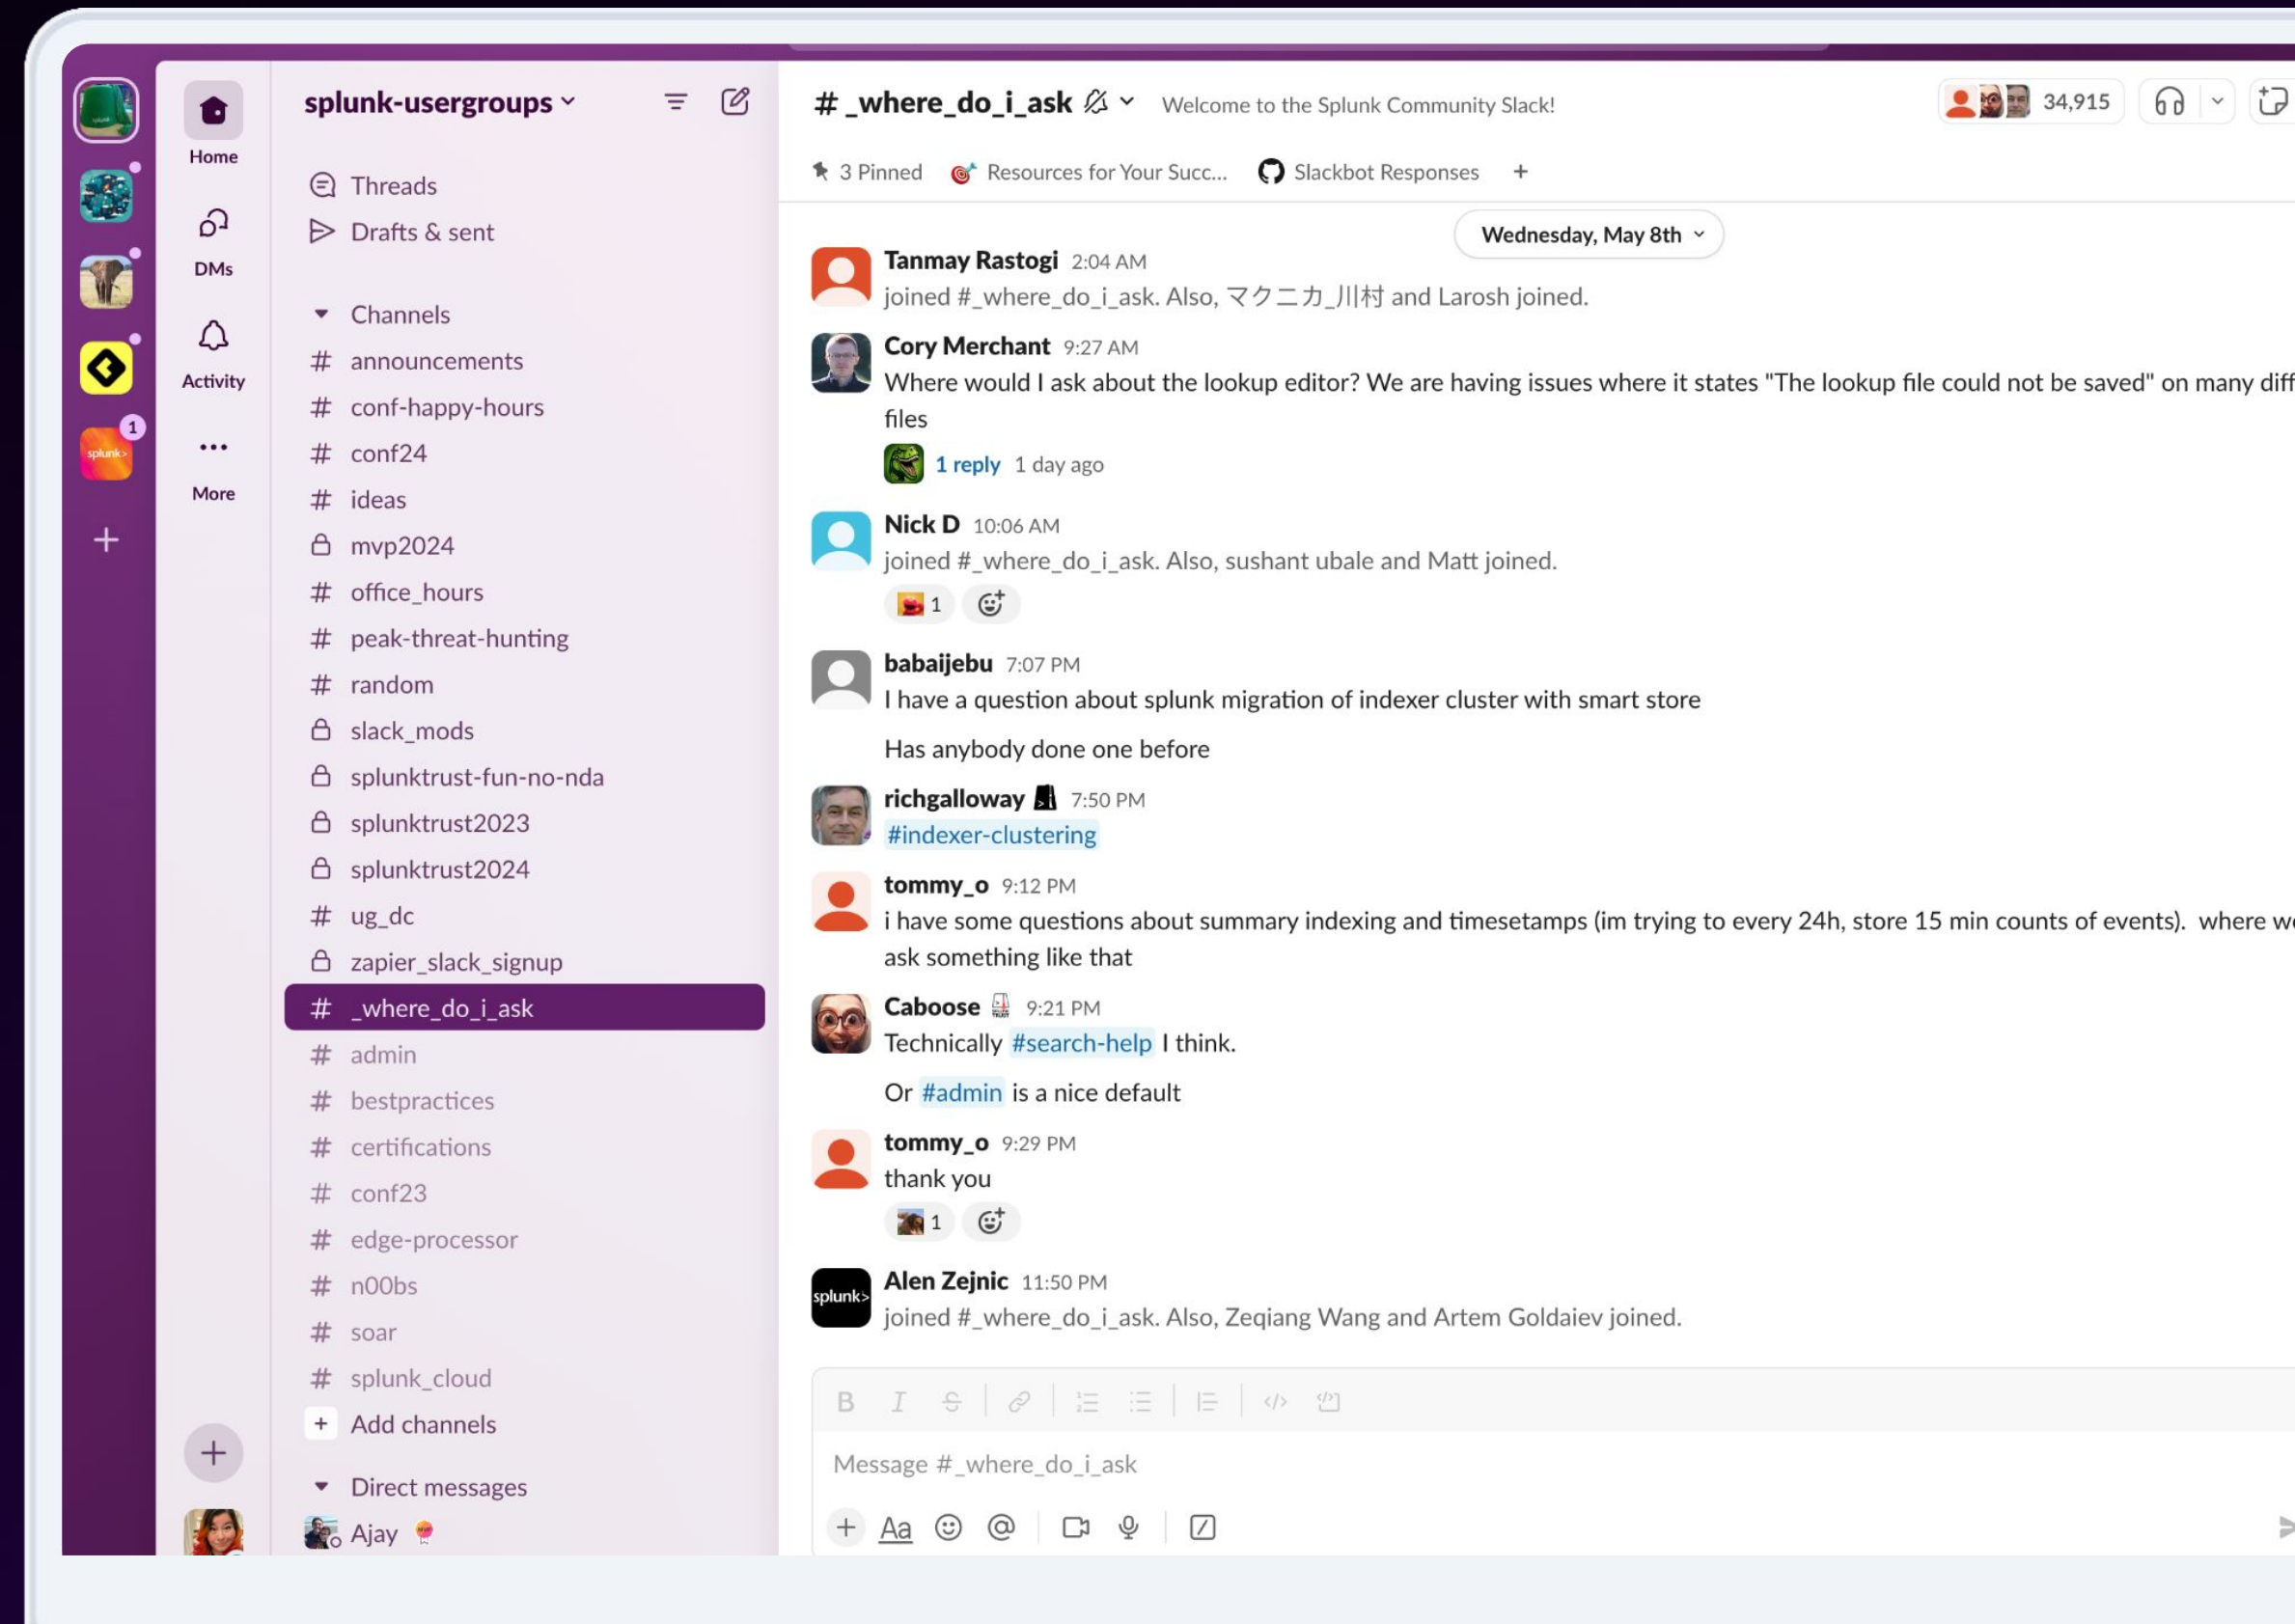 splunk-usergroups
Home
DMs
Activity
More
1
splunk>
Threads
Drafts & sent
Channels
# announcements
# conf-happy-hours
# conf24
# ideas
mvp2024
# office_hours
# peak-threat-hunting
# random
slack_mods
splunktrust-fun-no-nda
splunktrust2023
splunktrust2024
# ug_dc
zapier_slack_signup
# _where_do_i_ask
# admin
# bestpractices
# certifications
# conf23
# edge-processor
# n00bs
# soar
# splunk_cloud
+ Add channels
Direct messages
Ajay
# _where_do_i_ask Welcome to the Splunk Community Slack! 34,915
3 Pinned Resources for Your Succ... Slackbot Responses +
Wednesday, May 8th
Tanmay Rastogi 2:04 AM
joined #_where_do_i_ask. Also, マクニカ_川村 and Larosh joined.
Cory Merchant 9:27 AM
Where would I ask about the lookup editor? We are having issues where it states "The lookup file could not be saved" on many diff
files
1 reply 1 day ago
Nick D 10:06 AM
joined #_where_do_i_ask. Also, sushant ubale and Matt joined.
1
babaijebu 7:07 PM
I have a question about splunk migration of indexer cluster with smart store
Has anybody done one before
richgalloway 7:50 PM
#indexer-clustering
tommy_o 9:12 PM
i have some questions about summary indexing and timesetamps (im trying to every 24h, store 15 min counts of events). where
ask something like that
Caboose 9:21 PM
Technically #search-help I think.
Or #admin is a nice default
tommy_o 9:29 PM
thank you
1
splunk>
Alen Zejnic 11:50 PM
joined #_where_do_i_ask. Also, Zeqiang Wang and Artem Goldaiev joined.
B I S
Message #_where_do_i_ask
+ Aa @